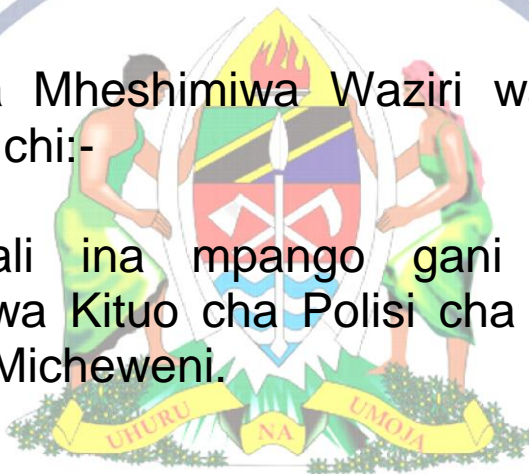 Mheshimiwa Waziri
chi:-
ali ina mpango gani
wa Kituo cha Polisi cha
Micheweni.
UHURU NA UMOJA